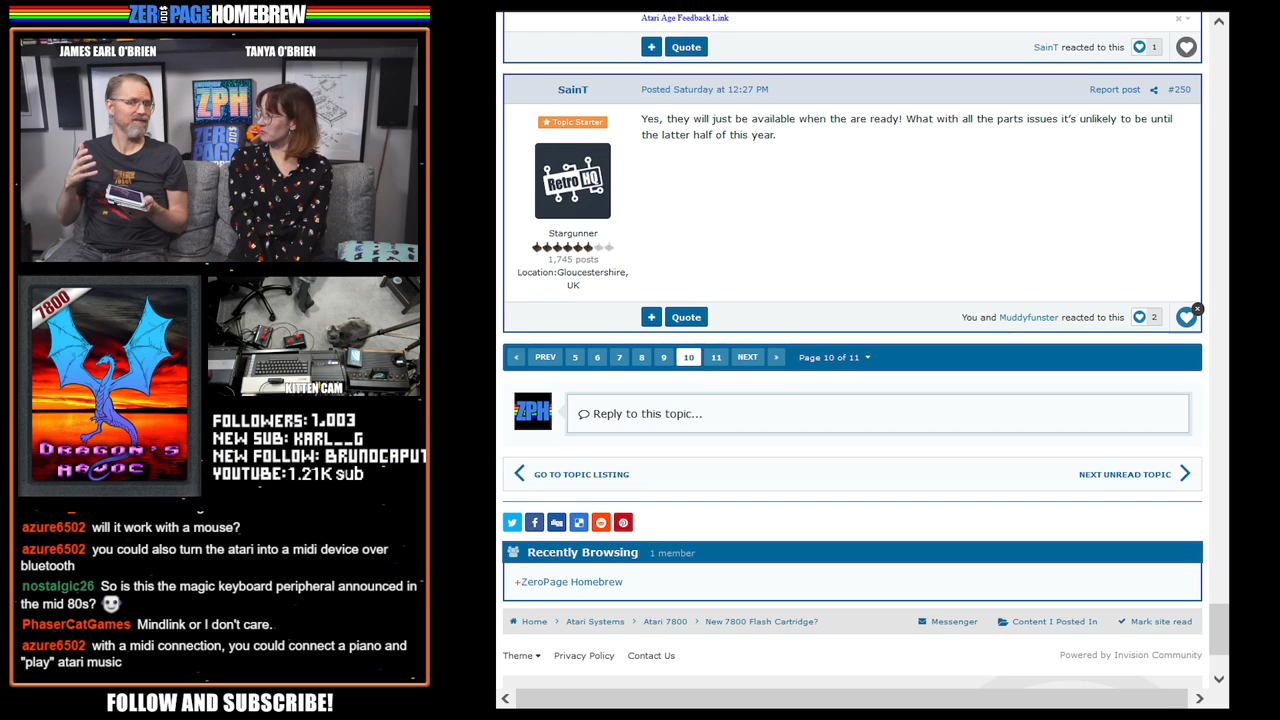 ZEROPAGE HOMEBREW
JAMES EARL O'BRIEN
TANYA O'BRIEN
ZPH
7800
DRAGON'S HAVOC
KITTEN CAM
FOLLOWERS: 1,003
NEW SUB: KARL__G
NEW FOLLOW: BRUNOCAPUT
YOUTUBE: 1.21K sub
azure6502 will it work with a mouse?
azure6502 you could also turn the atari into a midi device over
bluetooth
nostalgic26 So is this the magic keyboard peripheral announced in
the mid 80s?
PhaserCatGames Mindlink or I don't care.
azure6502 with a midi connection, you could connect a piano and
"play" atari music
FOLLOW AND SUBSCRIBE!
Atari Age Feedback Link
+ Quote
SainT reacted to this 1
SainT
Posted Saturday at 12:27 PM
Report post #250
Topic Starter
Yes, they will just be available when the are ready! What with all the parts issues it's unlikely to be until
the latter half of this year.
Retro HQ
Stargunner
1,745 posts
Location:Gloucestershire,
UK
+ Quote
You and Muddyfunster reacted to this 2
« PREV 5 6 7 8 9 10 11 NEXT » Page 10 of 11
ZPH
Reply to this topic...
GO TO TOPIC LISTING
NEXT UNREAD TOPIC
Recently Browsing 1 member
+ZeroPage Homebrew
Home > Atari Systems > Atari 7800 > New 7800 Flash Cartridge?
Messenger
Content I Posted In
Mark site read
Theme
Privacy Policy
Contact Us
Powered by Invision Community